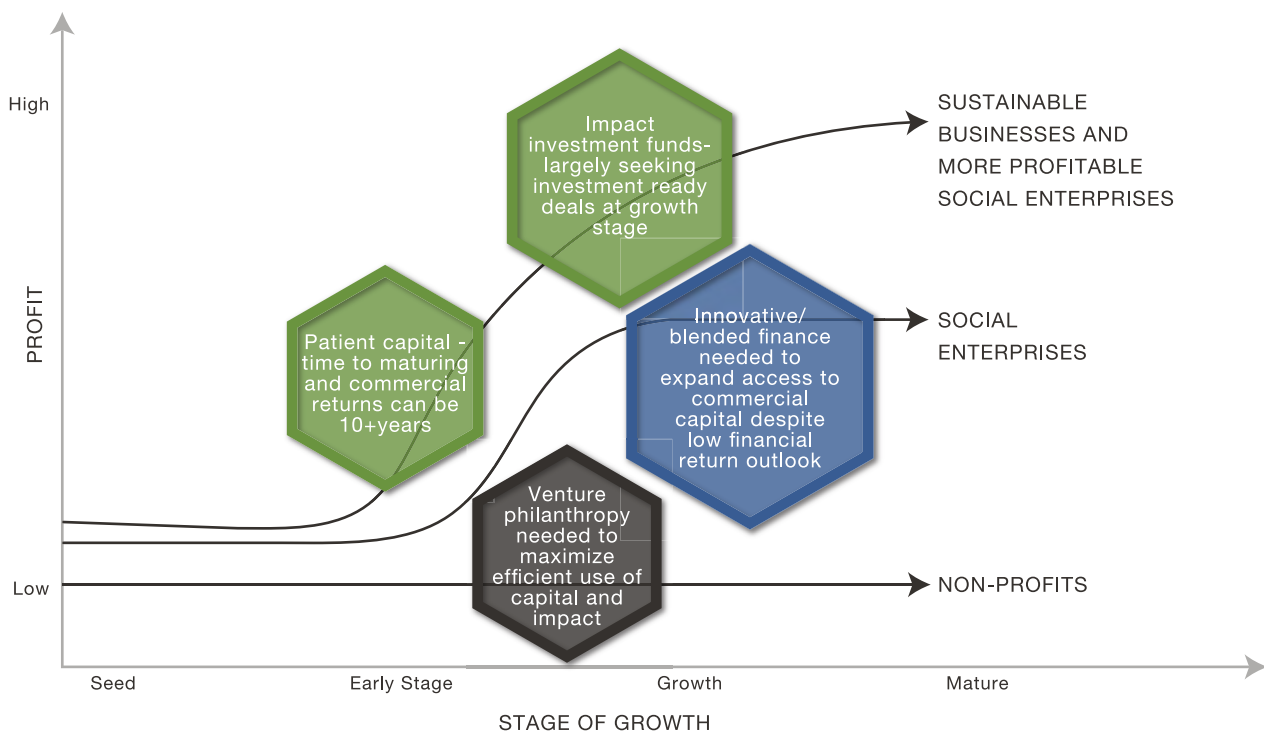 High
PROFIT
Low
Impact
investment funds-
largely seeking
investment ready
deals at growth
stage
Patient capital -
time to maturing
and commercial
returns can be
10+years
Innovative/
blended finance
needed to
expand access to
commercial
capital despite
low financial
return outlook
Venture
philanthropy
needed to
maximize
efficient use of
capital and
impact
SUSTAINABLE
BUSINESSES AND
MORE PROFITABLE
SOCIAL ENTERPRISES
SOCIAL
ENTERPRISES
NON-PROFITS
Seed
Early Stage
Growth
Mature
STAGE OF GROWTH